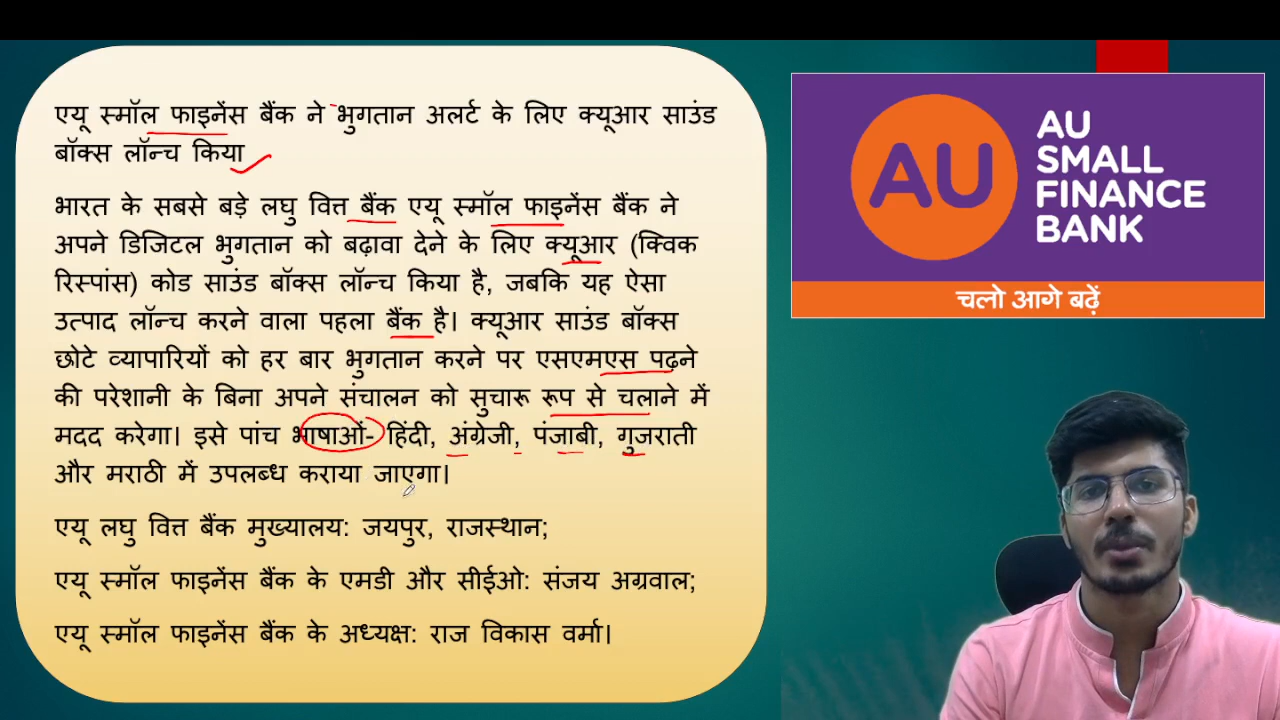 एयू स्मॉल फाइनेंस बैंक ने भुगतान अलर्ट के लिए क्यूआर साउंड
बॉक्स लॉन्च किया
भारत के सबसे बड़े लघु वित्त बैंक एयू स्मॉल फाइनेंस बैंक ने
अपने डिजिटल भुगतान को बढ़ावा देने के लिए क्यूआर (क्विक
रिस्पांस) कोड साउंड बॉक्स लॉन्च किया है, जबकि यह ऐसा
उत्पाद लॉन्च करने वाला पहला बैंक है। क्यूआर साउंड बॉक्स
छोटे व्यापारियों को हर बार भुगतान करने पर एसएमएस पढ़ने
की परेशानी के बिना अपने संचालन को सुचारू रूप से चलाने में
मदद करेगा। इसे पांच भाषाओं- हिंदी, अंग्रेजी, पंजाबी, गुजराती
और मराठी में उपलब्ध कराया जाएगा।
एयू लघु वित्त बैंक मुख्यालय: जयपुर, राजस्थान;
एयू स्मॉल फाइनेंस बैंक के एमडी और सीईओ: संजय अग्रवाल;
एयू स्मॉल फाइनेंस बैंक के अध्यक्ष: राज विकास वर्मा।
AU
AU
SMALL
FINANCE
BANK
चलो आगे बढ़ें